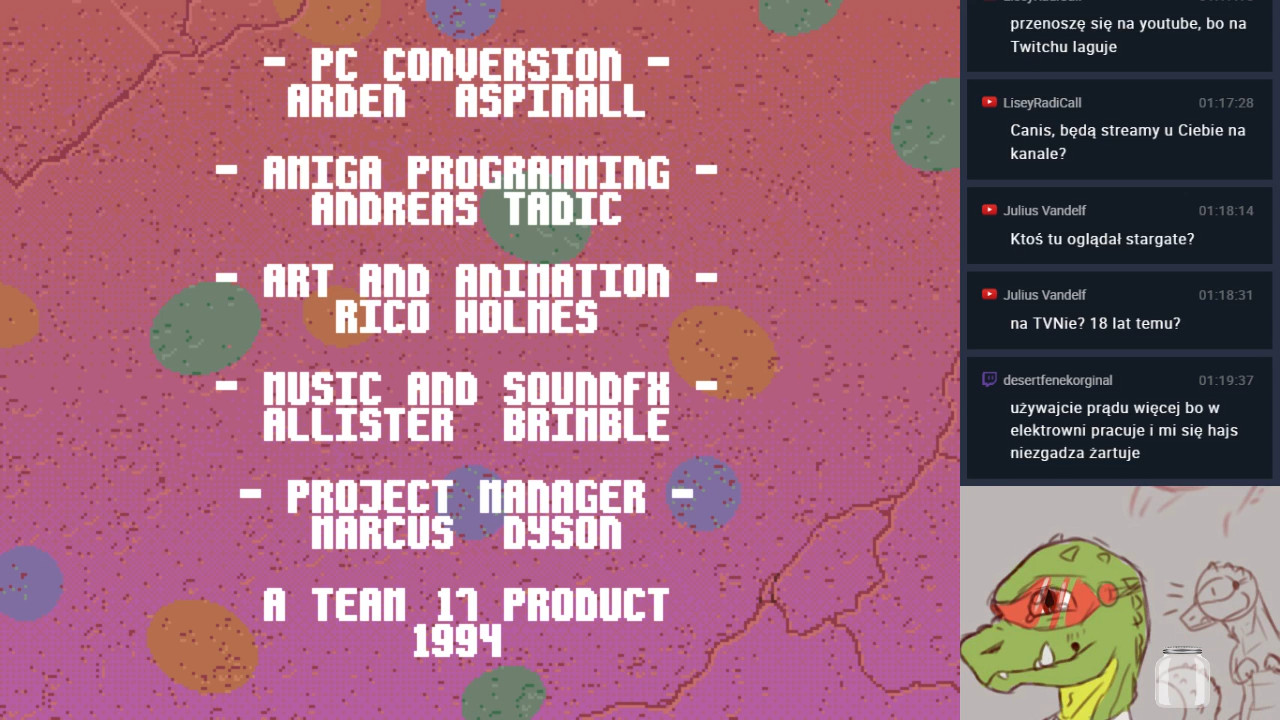 - PC CONVERSION -
ARDEN ASPINALL
- AMIGA PROGRAMMING -
ANDREAS TADIC
- ART AND ANIMATION -
RICO HOLMES
- MUSIC AND SOUNDFX -
ALLISTER BRIMBLE
- PROJECT MANAGER -
MARCUS DYSON
A TEAM 17 PRODUCT
1994
przenoszę się na youtube, bo na
Twitchu laguje
LiseyRadiCall 01:17:28
Canis, będą streamy u Ciebie na
kanale?
Julius Vandelf 01:18:14
Ktoś tu oglądał stargate?
Julius Vandelf 01:18:31
na TVNie? 18 lat temu?
desertfenekorginal 01:19:37
używajcie prądu więcej bo w
elektrowni pracuje i mi się hajs
niezgadza żartuje